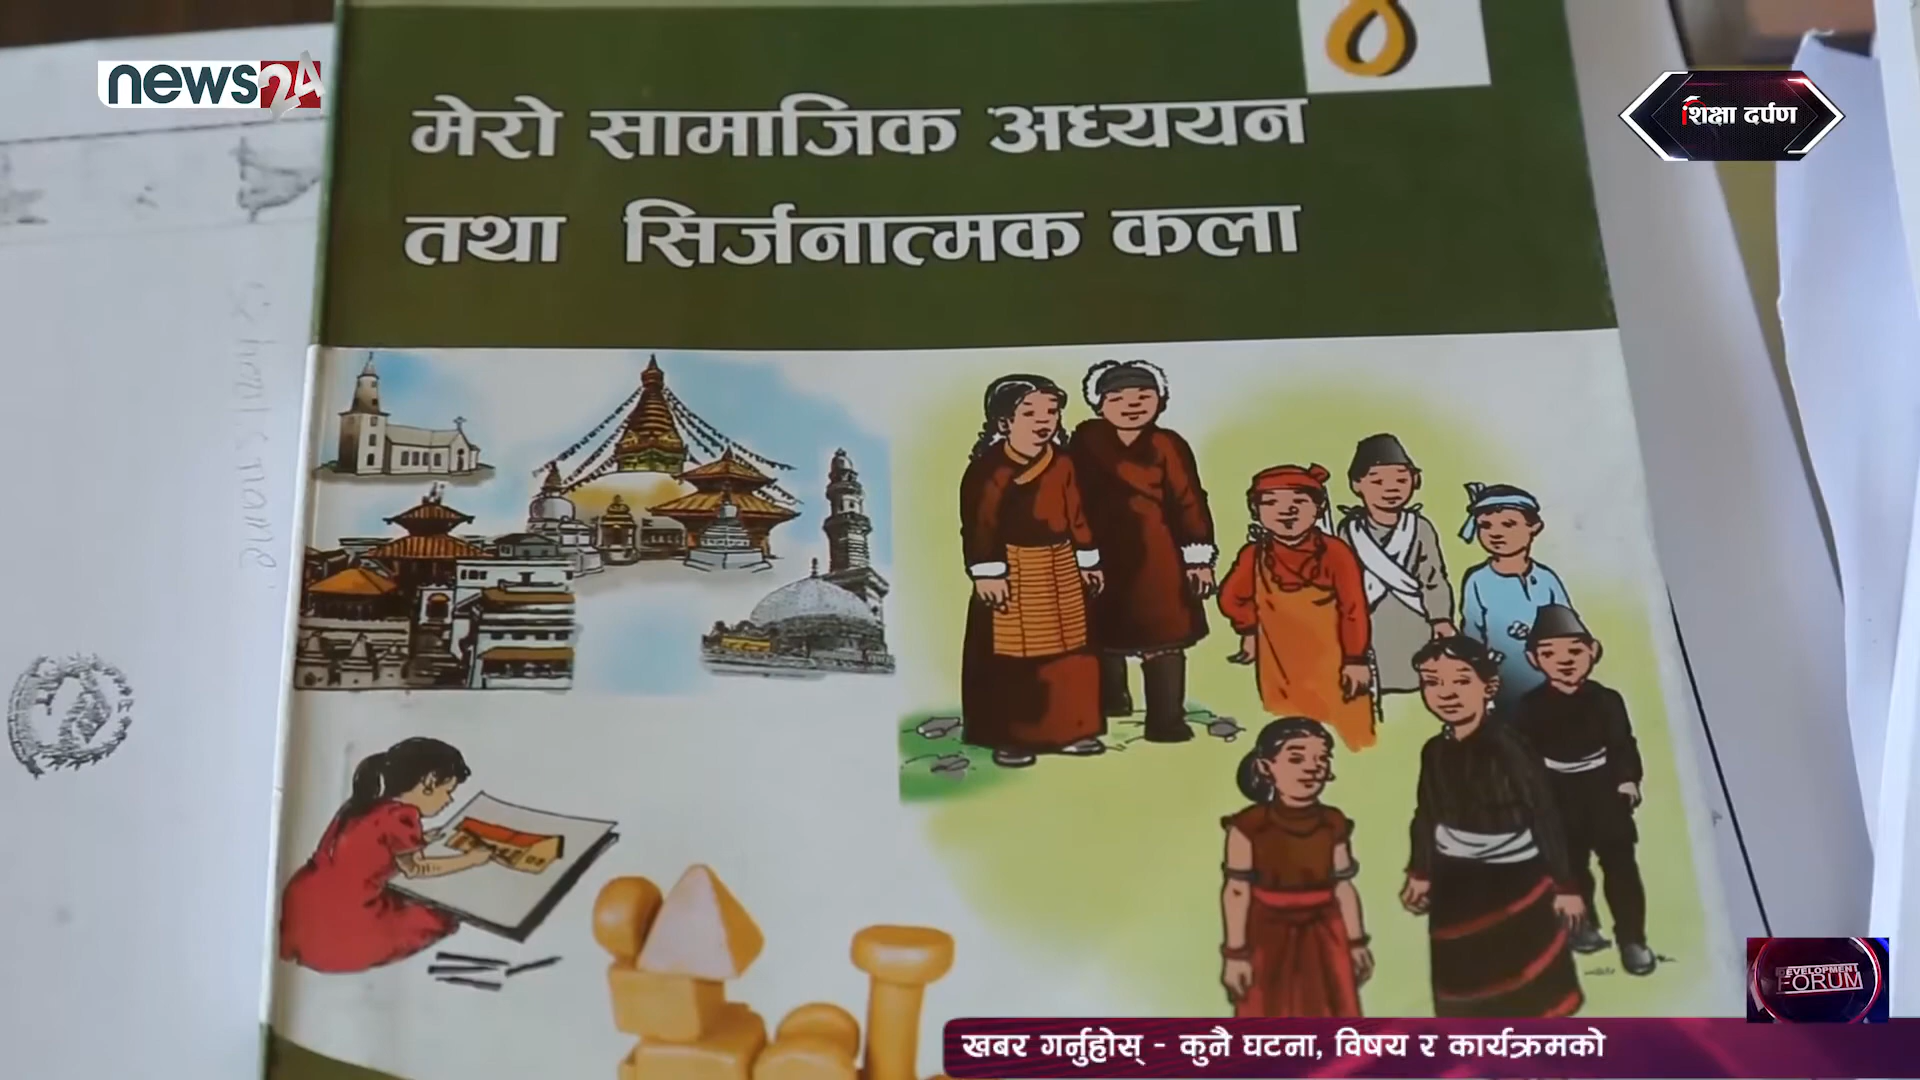 news24
४
शिक्षा दर्पण
मेरो सामाजिक अध्ययन
तथा सिर्जनात्मक कला
DEVELOPMENT
FORUM
खबर गर्नुहोस् - कुनै घटना, विषय र कार्यक्रमको